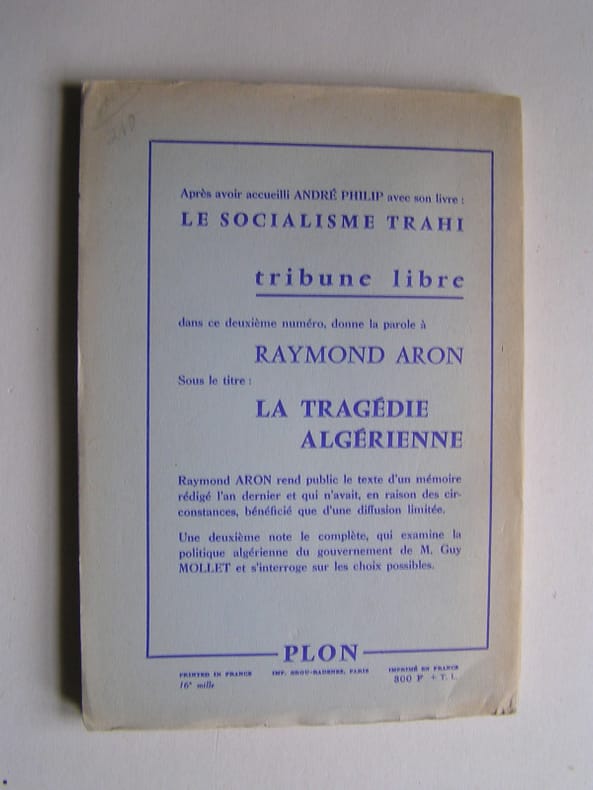 210
Après avoir accueilli ANDRÉ PHILIP avec son livre :
LE SOCIALISME TRAHI
tribune libre
dans ce deuxième numéro, donne la parole à
RAYMOND ARON
Sous le titre :
LA TRAGÉDIE
ALGÉRIENNE
Raymond ARON rend public le texte d'un mémoire
rédigé l'an dernier et qui n'avait, en raison des cir-
constances, bénéficié que d'une diffusion limitée.
Une deuxième note le complète, qui examine la
politique algérienne du gouvernement de M. Guy
MOLLET et s'interroge sur les choix possibles.
PLON
PRINTED IN FRANCE IMP. BROU-RADENEZ, PARIS IMPRIMÉ EN FRANCE
16e mille 300 F + T. L.